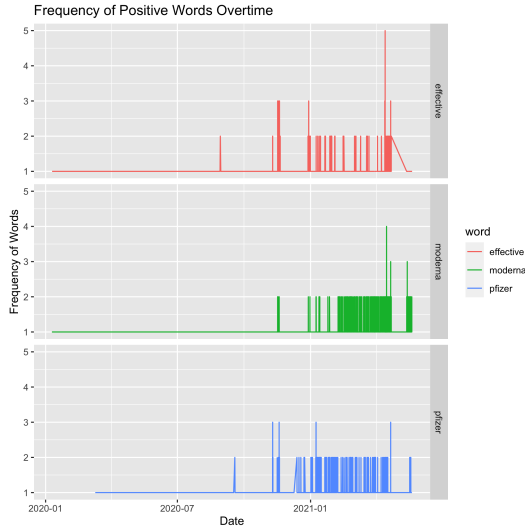 Frequency of Positive Words Overtime
5
4
3
2
1
effective
5
4
3
2
1
moderna
5
4
3
2
1
pfizer
Frequency of Words
2020-01
2020-07
2021-01
Date
word
effective
moderna
pfizer